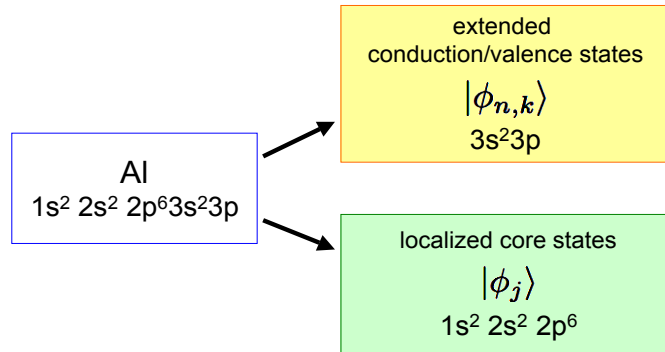 extended
conduction/valence states
|ϕₙ,ₖ⟩
3s²3p
Al
1s² 2s² 2p⁶3s²3p
localized core states
|ϕⱼ⟩
1s² 2s² 2p⁶